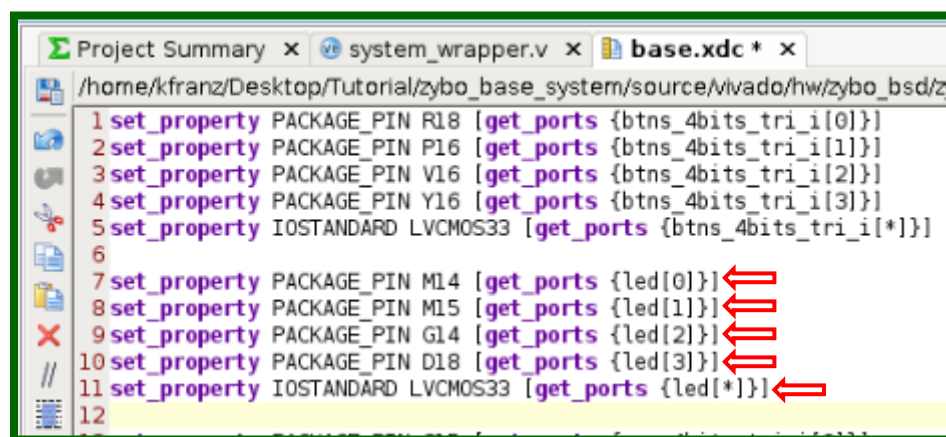 Project Summary × system_wrapper.v × base.xdc * ×
/home/kfranz/Desktop/Tutorial/zybo_base_system/source/vivado/hw/zybo_bsd/z
1 set_property PACKAGE_PIN R18 [get_ports {btns_4bits_tri_i[0]}]
2 set_property PACKAGE_PIN P16 [get_ports {btns_4bits_tri_i[1]}]
3 set_property PACKAGE_PIN V16 [get_ports {btns_4bits_tri_i[2]}]
4 set_property PACKAGE_PIN Y16 [get_ports {btns_4bits_tri_i[3]}]
5 set_property IOSTANDARD LVCMOS33 [get_ports {btns_4bits_tri_i[*]}]
6
7 set_property PACKAGE_PIN M14 [get_ports {led[0]}]
8 set_property PACKAGE_PIN M15 [get_ports {led[1]}]
9 set_property PACKAGE_PIN G14 [get_ports {led[2]}]
10 set_property PACKAGE_PIN D18 [get_ports {led[3]}]
11 set_property IOSTANDARD LVCMOS33 [get_ports {led[*]}]
12